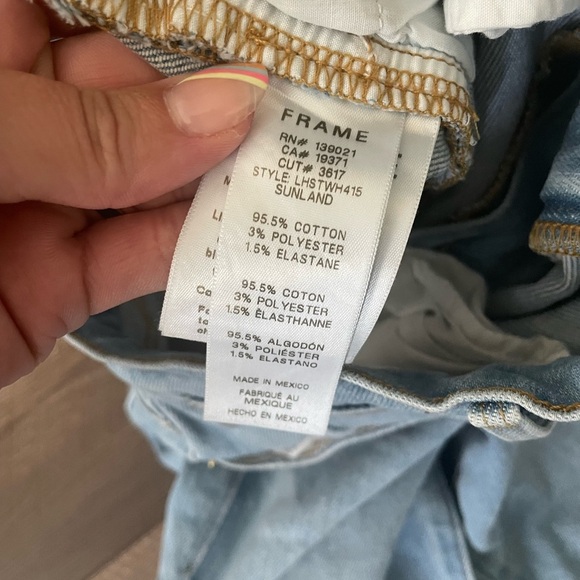 FRAME
RN# 139021
CA# 19371
CUT# 3617
STYLE: LHSTWH415
SUNLAND
95.5% COTTON
3% POLYESTER
1.5% ELASTANE
95.5% COTON
3% POLYESTER
1.5% ÈLASTHANNE
95.5% ALGODÓN
3% POLIÉSTER
1.5% ELASTANO
MADE IN MEXICO
FABRIQUÉ AU
MEXIQUE
HECHO EN MEXICO